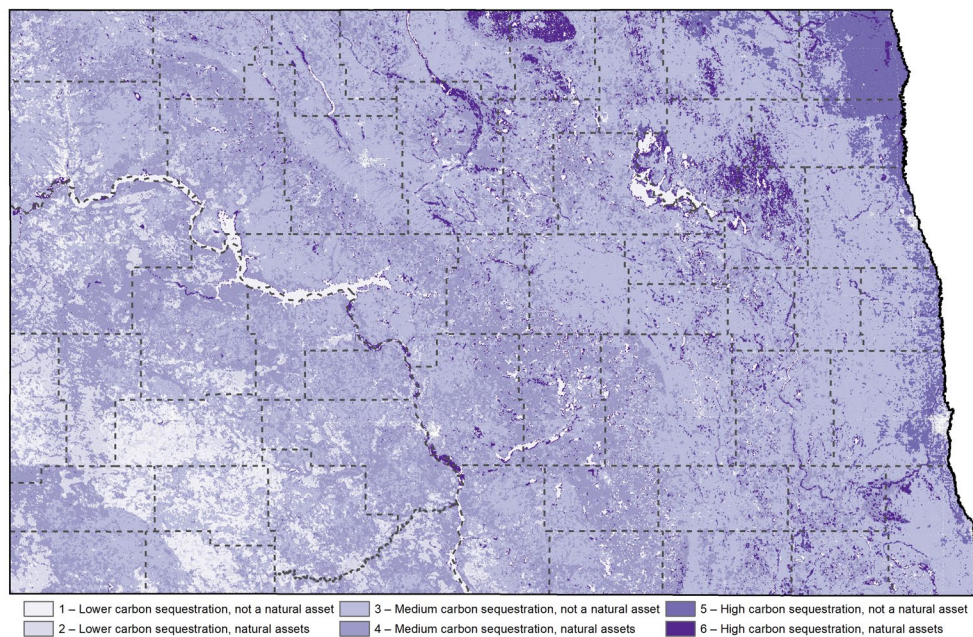 1 – Lower carbon sequestration, not a natural asset
3 – Medium carbon sequestration, not a natural asset
5 – High carbon sequestration, not a natural asset
2 – Lower carbon sequestration, natural assets
4 – Medium carbon sequestration, natural assets
6 – High carbon sequestration, natural assets